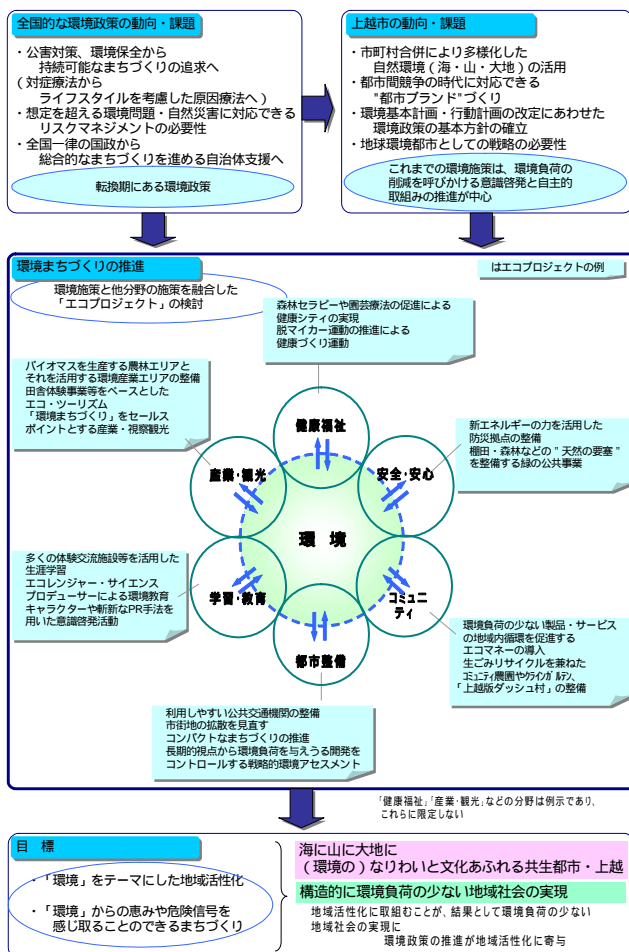 全国的な環境政策の動向・課題
・公害対策、環境保全から
持続可能なまちづくりの追求へ
(対症療法から
ライフスタイルを考慮した原因療法へ)
・想定を超える環境問題・自然災害に対応できる
リスクマネジメントの必要性
・全国一律の国政から
総合的なまちづくりを進める自治体支援へ
転換期にある環境政策
上越市の動向・課題
・市町村合併により多様化した
自然環境(海・山・大地)の活用
・都市間競争の時代に対応できる
"都市ブランド"づくり
・環境基本計画・行動計画の改定にあわせた
環境政策の基本方針の確立
・地球環境都市としての戦略の必要性
これまでの環境施策は、環境負荷の
削減を呼びかける意識啓発と自主的
取組みの推進が中心
環境まちづくりの推進
環境施策と他分野の施策を融合した
「エコプロジェクト」の検討
はエコプロジェクトの例
森林セラピーや園芸療法の促進による
健康シティの実現
脱マイカー運動の推進による
健康づくり運動
バイオマスを生産する農林エリアと
それを活用する環境産業エリアの整備
田舎体験事業等をベースとした
エコ・ツーリズム
「環境まちづくり」をセールス
ポイントとする産業・視察観光
新エネルギーの力を活用した
防災拠点の整備
棚田・森林などの"天然の要塞"
を整備する緑の公共事業
健康福祉
産業・観光
安全・安心
環 境
学習・教育
コミュニ
ティ
都市整備
多くの体験交流施設等を活用した
生涯学習
エコレンジャー・サイエンス
プロデューサーによる環境教育
キャラクターや斬新なPR手法を
用いた意識啓発活動
環境負荷の少ない製品・サービス
の地域内循環を促進する
エコマネーの導入
生ごみリサイクルを兼ねた
コミュニティ農園やクラインガルテン、
「上越版ダッシュ村」の整備
利用しやすい公共交通機関の整備
市街地の拡散を見直す
コンパクトなまちづくりの推進
長期的視点から環境負荷を与えうる開発を
コントロールする戦略的環境アセスメント
「健康福祉」「産業・観光」などの分野は例示であり、
これらに限定しない
目 標
・「環境」をテーマにした地域活性化
・「環境」からの恵みや危険信号を
感じ取ることのできるまちづくり
海に山に大地に
(環境の)なりわいと文化あふれる共生都市・上越
構造的に環境負荷の少ない地域社会の実現
地域活性化に取組むことが、結果として環境負荷の少ない
地域社会の実現に
環境政策の推進が地域活性化に寄与